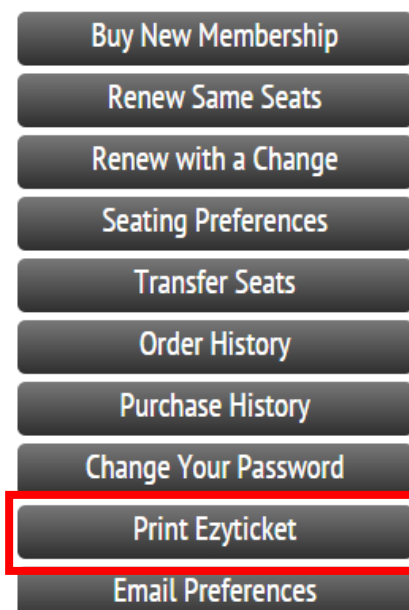 Buy New Membership
Renew Same Seats
Renew with a Change
Seating Preferences
Transfer Seats
Order History
Purchase History
Change Your Password
Print Ezyticket
Email Preferences